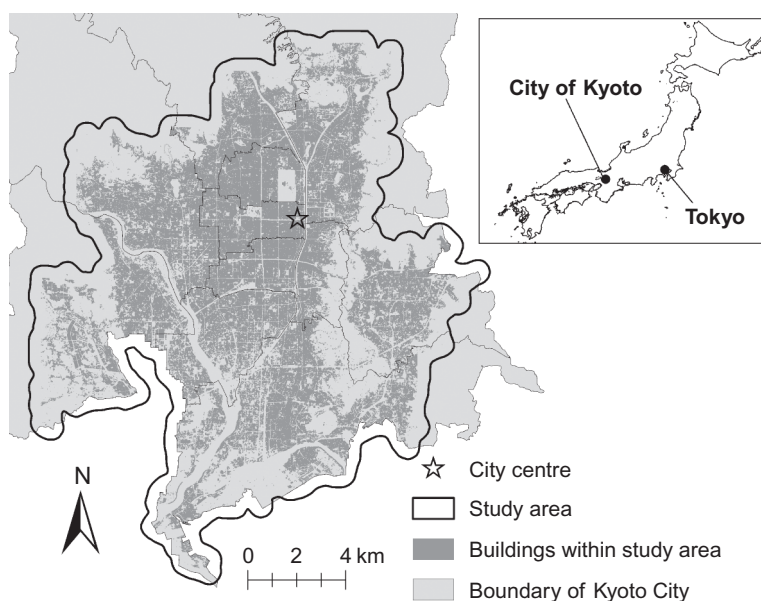 City of Kyoto
Tokyo
N
0 2 4 km
City centre
Study area
Buildings within study area
Boundary of Kyoto City